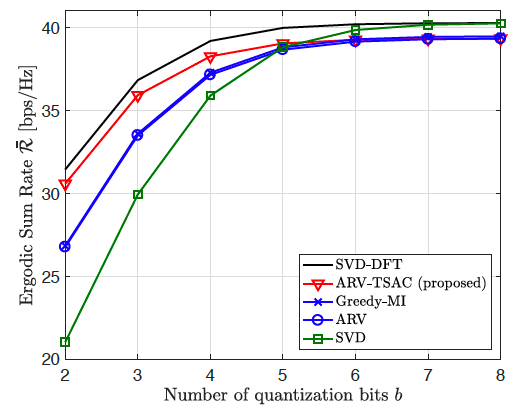 40
35
30
25
20
Ergodic Sum Rate R̄ [bps/Hz]
SVD-DFT
ARV-TSAC (proposed)
Greedy-MI
ARV
SVD
2 3 4 5 6 7 8
Number of quantization bits b